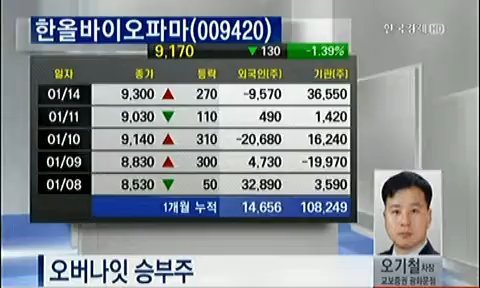 한올바이오파마(009420)
한국경제 HD
9,170 ▼ 130 -1.39%
일자 종가 등락 외국인(주) 기관(주)
01/14 9,300 ▲ 270 -9,570 36,550
01/11 9,030 ▼ 110 490 1,420
01/10 9,140 ▲ 310 -20,680 16,240
01/09 8,830 ▲ 300 4,730 -19,970
01/08 8,530 ▼ 50 32,890 3,590
1개월 누적 14,656 108,249
오버나잇 승부주
오기철 차장
교보증권 광화문점